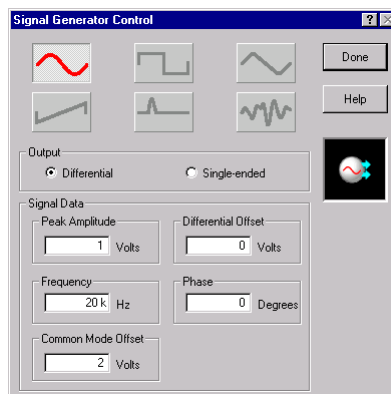 Signal Generator Control
?
Done
Help
Output
Differential
Single-ended
Signal Data
Peak Amplitude
1 Volts
Differential Offset
0 Volts
Frequency
20 k Hz
Phase
0 Degrees
Common Mode Offset
2 Volts